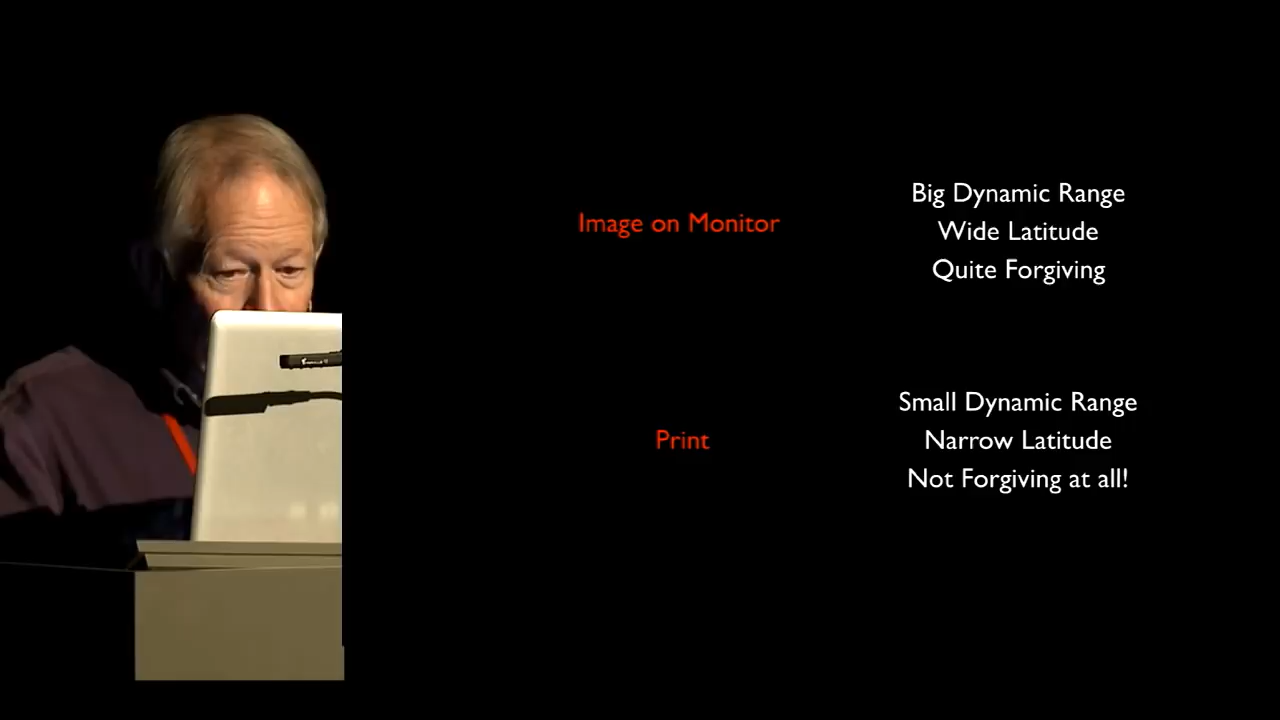 Image on Monitor
Big Dynamic Range
Wide Latitude
Quite Forgiving
Print
Small Dynamic Range
Narrow Latitude
Not Forgiving at all!